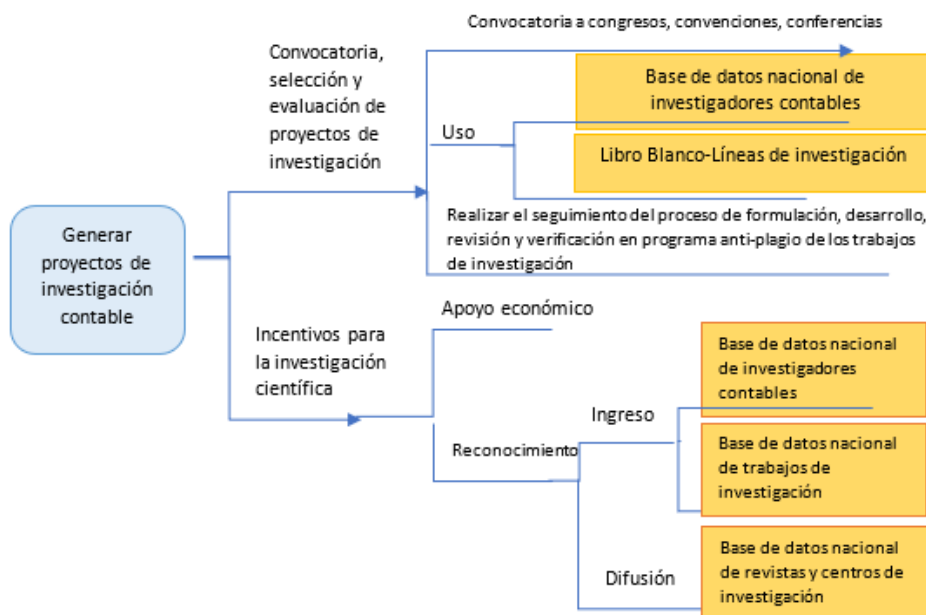 Convocatoria a congresos, convenciones, conferencias
Convocatoria,
selección y
evaluación de
proyectos de
investigación
Base de datos nacional de
investigadores contables
Uso
Libro Blanco-Líneas de investigación
Realizar el seguimiento del proceso de formulación, desarrollo,
revisión y verificación en programa anti-plagio de los trabajos
de investigación
Generar
proyectos de
investigación
contable
Incentivos para
la investigación
científica
Apoyo económico
Reconocimiento
Ingreso
Base de datos nacional
de investigadores
contables
Base de datos nacional
de trabajos de
investigación
Difusión
Base de datos nacional
de revistas y centros de
investigación